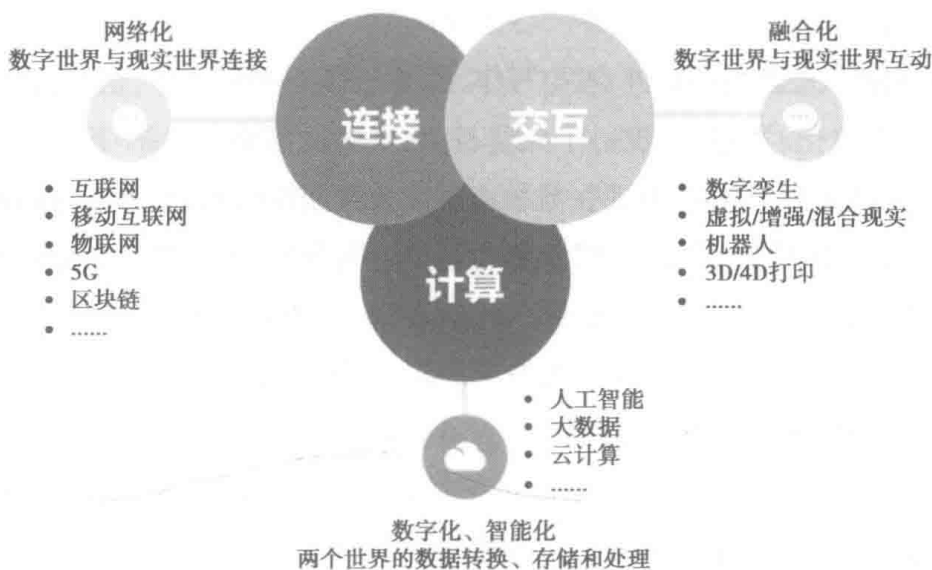 网络化
数字世界与现实世界连接
连接
交互
融合化
数字世界与现实世界互动
• 互联网
• 移动互联网
• 物联网
• 5G
• 区块链
• ......
• 数字孪生
• 虚拟/增强/混合现实
• 机器人
• 3D/4D打印
• ......
计算
• 人工智能
• 大数据
• 云计算
• ......
数字化、智能化
两个世界的数据转换、存储和处理